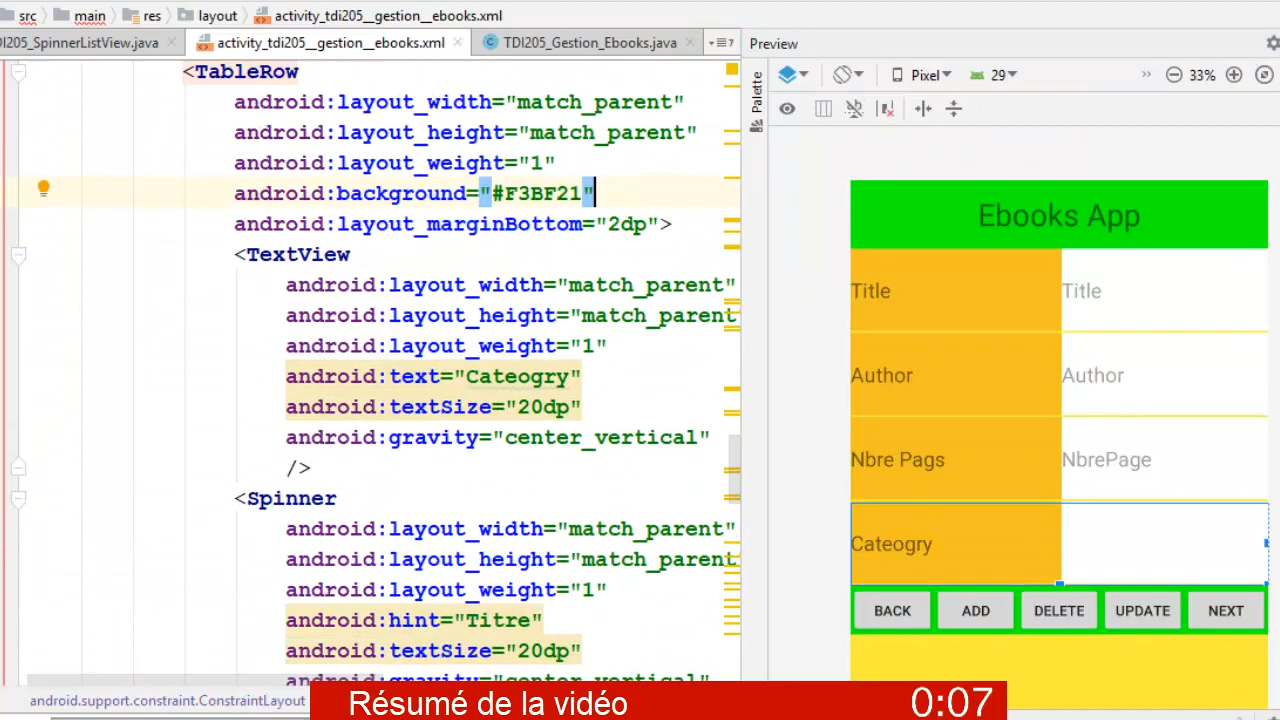 src main res layout activity_tdi205__gestion__ebooks.xml
DI205_SpinnerListView.java activity_tdi205__gestion__ebooks.xml TDI205_Gestion_Ebooks.java 7 Preview
<TableRow
android:layout_width="match_parent"
android:layout_height="match_parent"
android:layout_weight="1"
android:background="#F3BF21"
android:layout_marginBottom="2dp">
<TextView
android:layout_width="match_parent"
android:layout_height="match_parent
android:layout_weight="1"
android:text="Cateogry"
android:textSize="20dp"
android:gravity="center_vertical"
/>
<Spinner
android:layout_width="match_parent"
android:layout_height="match_parent
android:layout_weight="1"
android:hint="Titre"
android:textSize="20dp"
android:gravity="center_vertical"
android.support.constraint.ConstraintLayout
Palette
Pixel 29 33%
Ebooks App
Title Title
Author Author
Nbre Pags NbrePage
Cateogry
BACK ADD DELETE UPDATE NEXT
Résumé de la vidéo 0:07